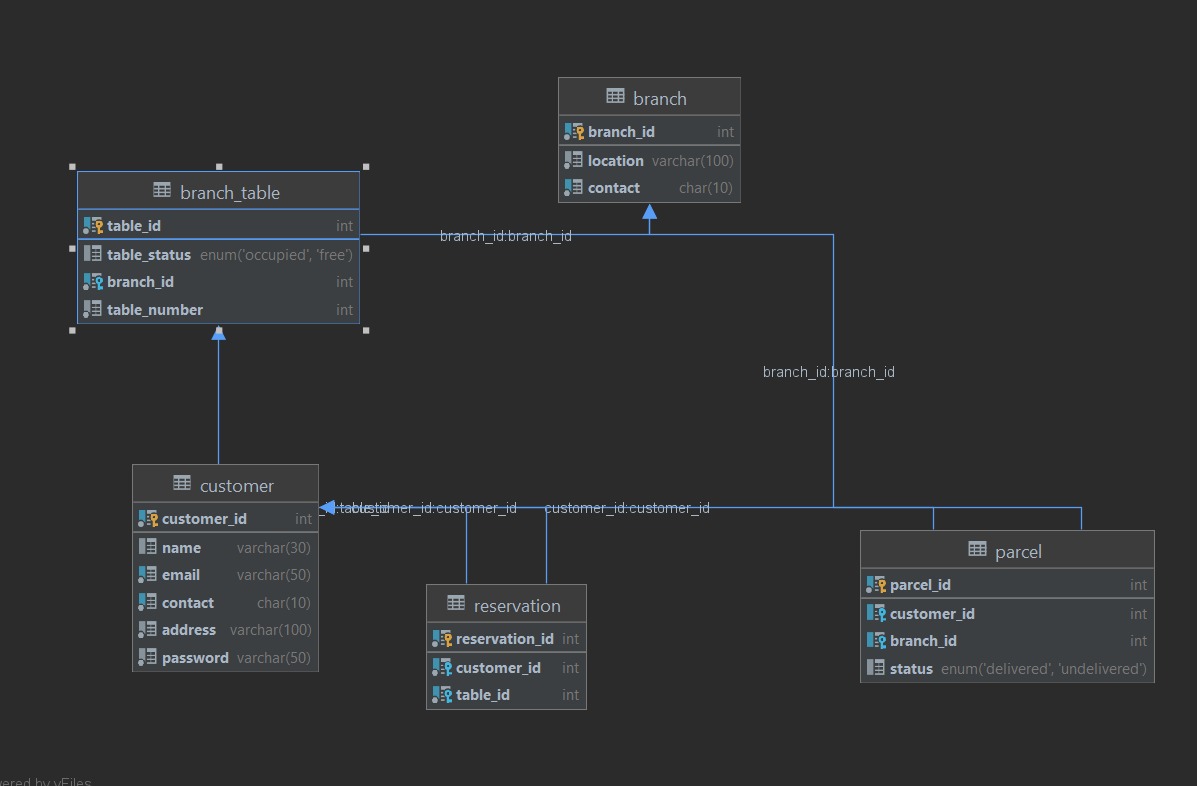 branch
branch_id int
location varchar(100)
contact char(10)
branch_table
table_id int
table_status enum('occupied', 'free')
branch_id int
table_number int
branch_id:branch_id
branch_id:branch_id
customer
customer_id int
name varchar(30)
email varchar(50)
contact char(10)
address varchar(100)
password varchar(50)
table_id
customer_id:customer_id
customer_id:customer_id
reservation
reservation_id int
customer_id int
table_id int
parcel
parcel_id int
customer_id int
branch_id int
status enum('delivered', 'undelivered')
by yFiles